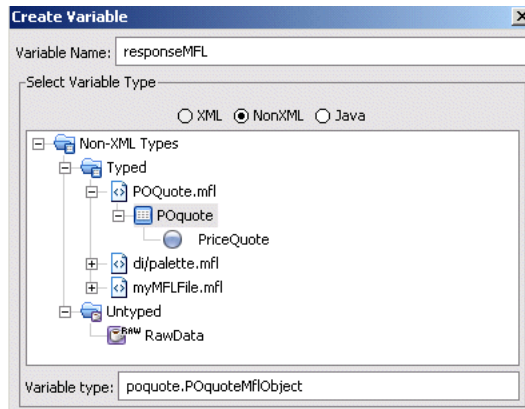 Create Variable
Variable Name: responseMFL
Select Variable Type
XML NonXML Java
Non-XML Types
Typed
POQuote.mfl
POquote
PriceQuote
di/palette.mfl
myMFLFile.mfl
Untyped
RAW RawData
Variable type: poquote.POquoteMflObject